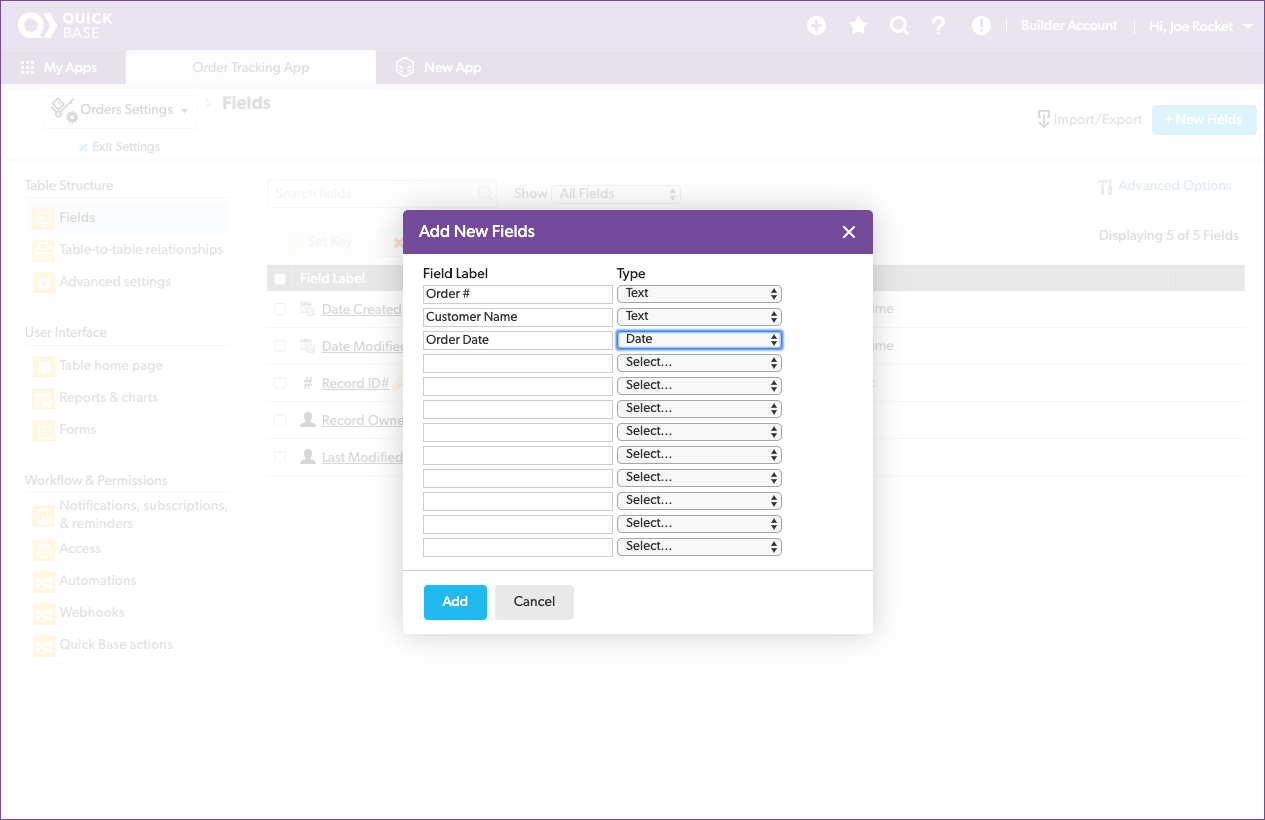 QUICK
BASE
Builder Account
Hi, Joe Rocket
My Apps
Order Tracking App
New App
Orders Settings
Fields
Exit Settings
Import/Export
+ New Fields
Table Structure
Fields
Table-to-table relationships
Advanced settings
User Interface
Table home page
Reports & charts
Forms
Workflow & Permissions
Notifications, subscriptions,
& reminders
Access
Automations
Webhooks
Quick Base actions
Search fields
Show All Fields
Advanced Options
Set Key
Displaying 5 of 5 Fields
Field Label
Date Created
Date Modified
# Record ID#
Record Owne
Last Modified
Add New Fields
Field Label Type
Order # Text
Customer Name Text
Order Date Date
Select...
Select...
Select...
Select...
Select...
Select...
Select...
Select...
Select...
Add Cancel